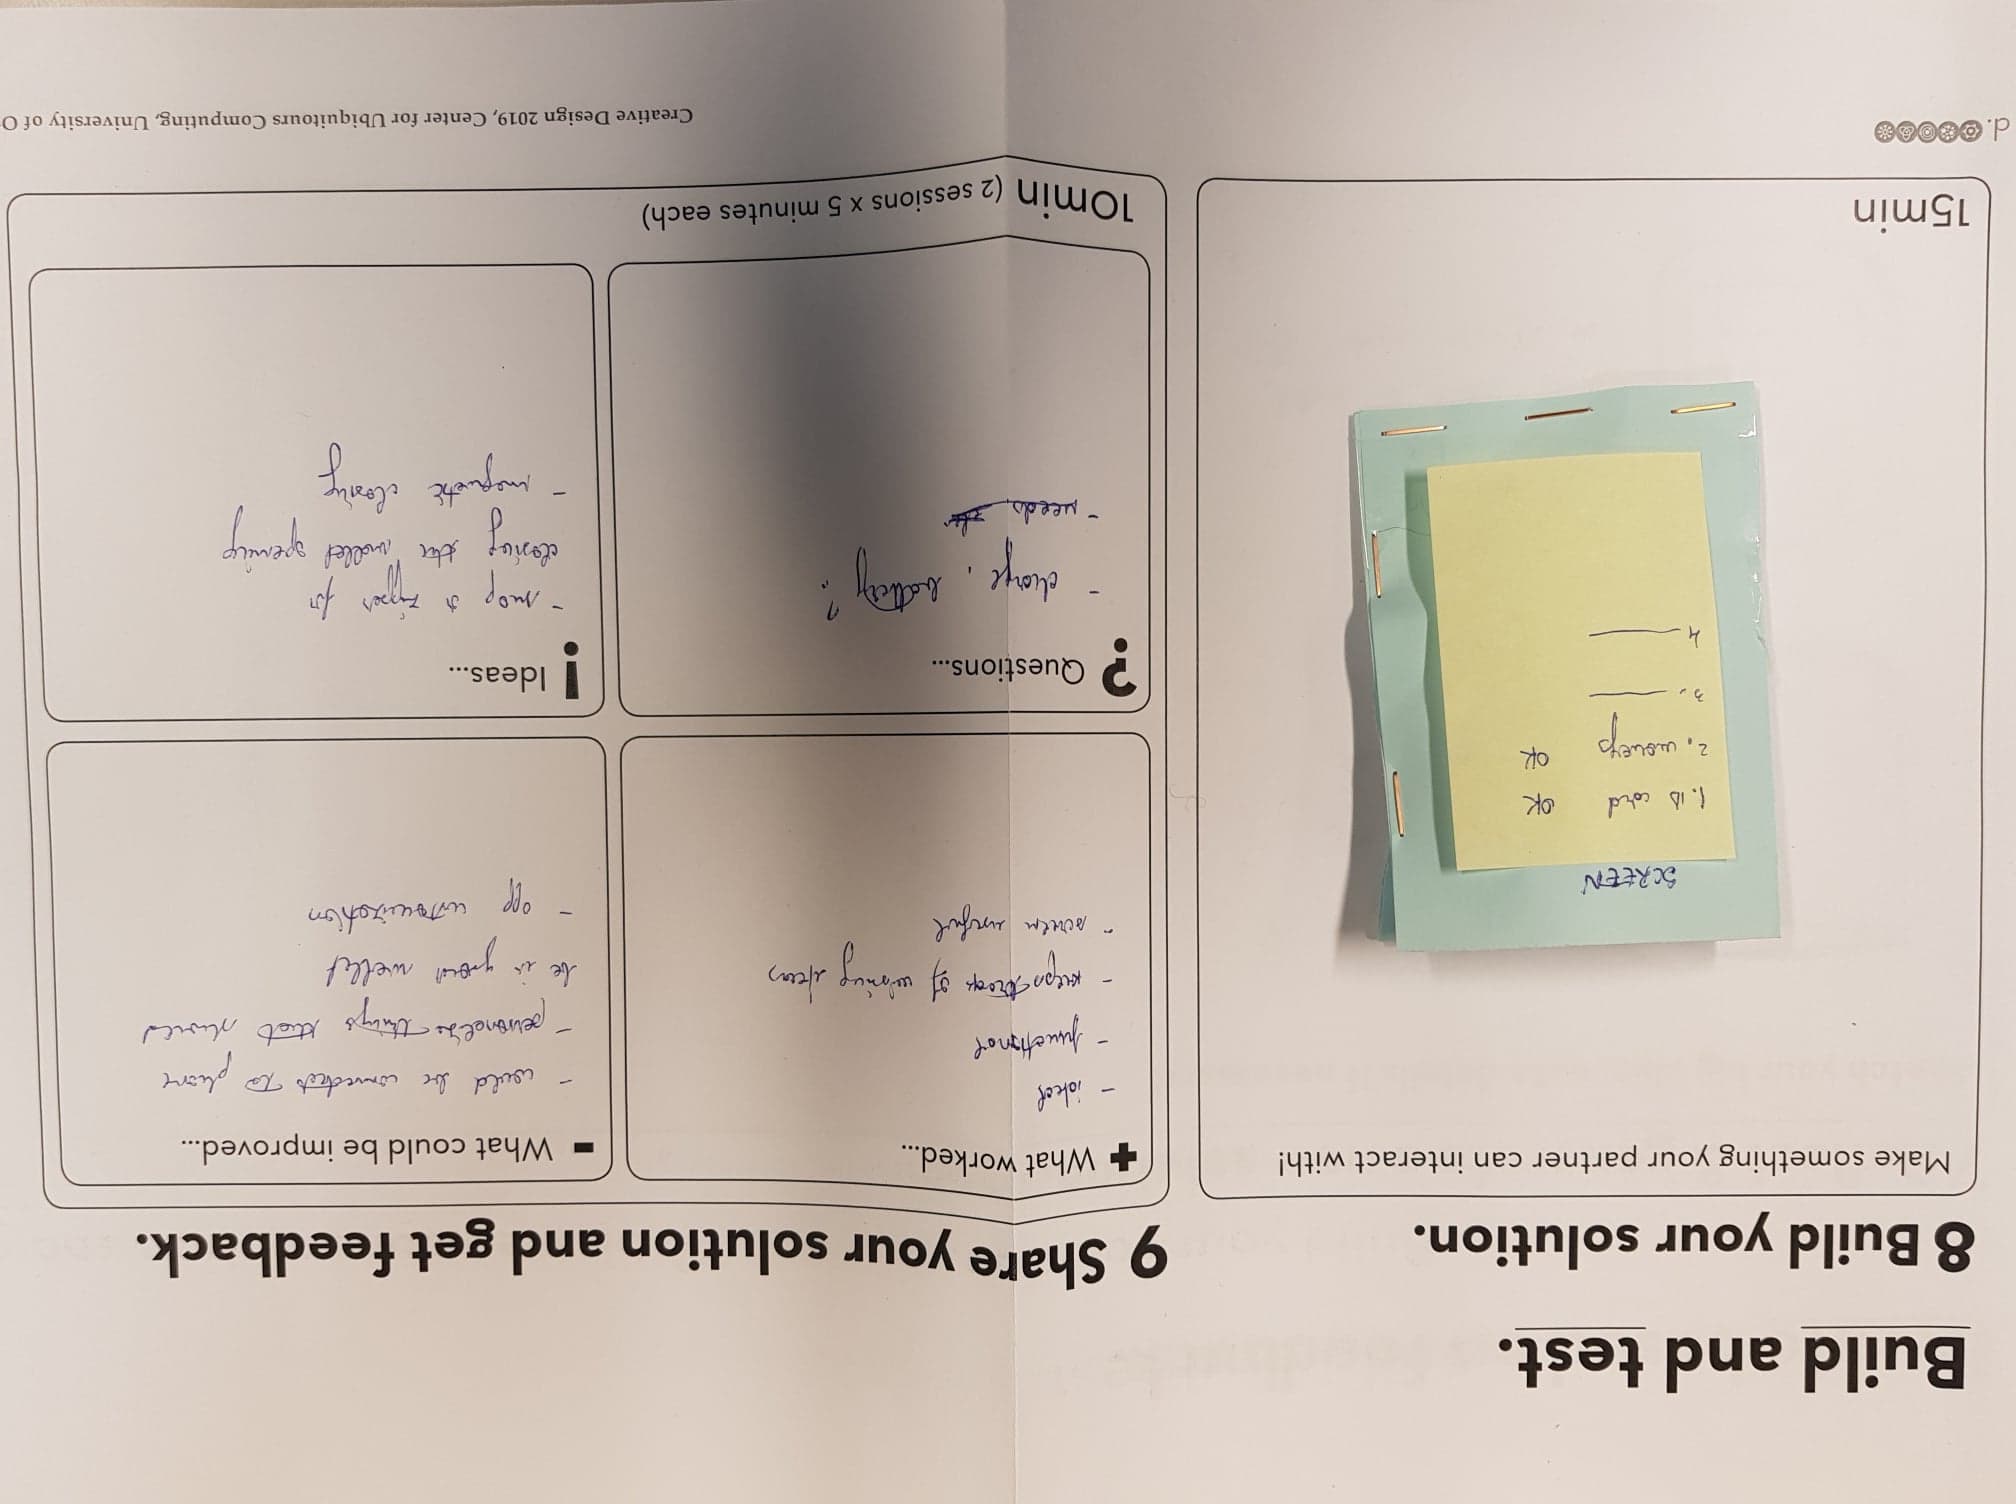 Build and test.
8 Build your solution.
Make something your partner can interact with!
SCREEN
1. ID card OK
2. moneys OK
3.
4
15min
9 Share your solution and get feedback.
+ What worked...
- ideal
- functional
- keeps track of missing items
- screen useful
- What could be improved...
- could be connected to phone
- personalize things that should
be in your wallet
- app customization
? Questions...
- charge, battery?
- needs
! Ideas...
- snap or zipper for
closing the wallet opening
- magnetic closing
10min (2 sessions x 5 minutes each)
d.
Creative Design 2019, Center for Ubiquitours Computing, University of O